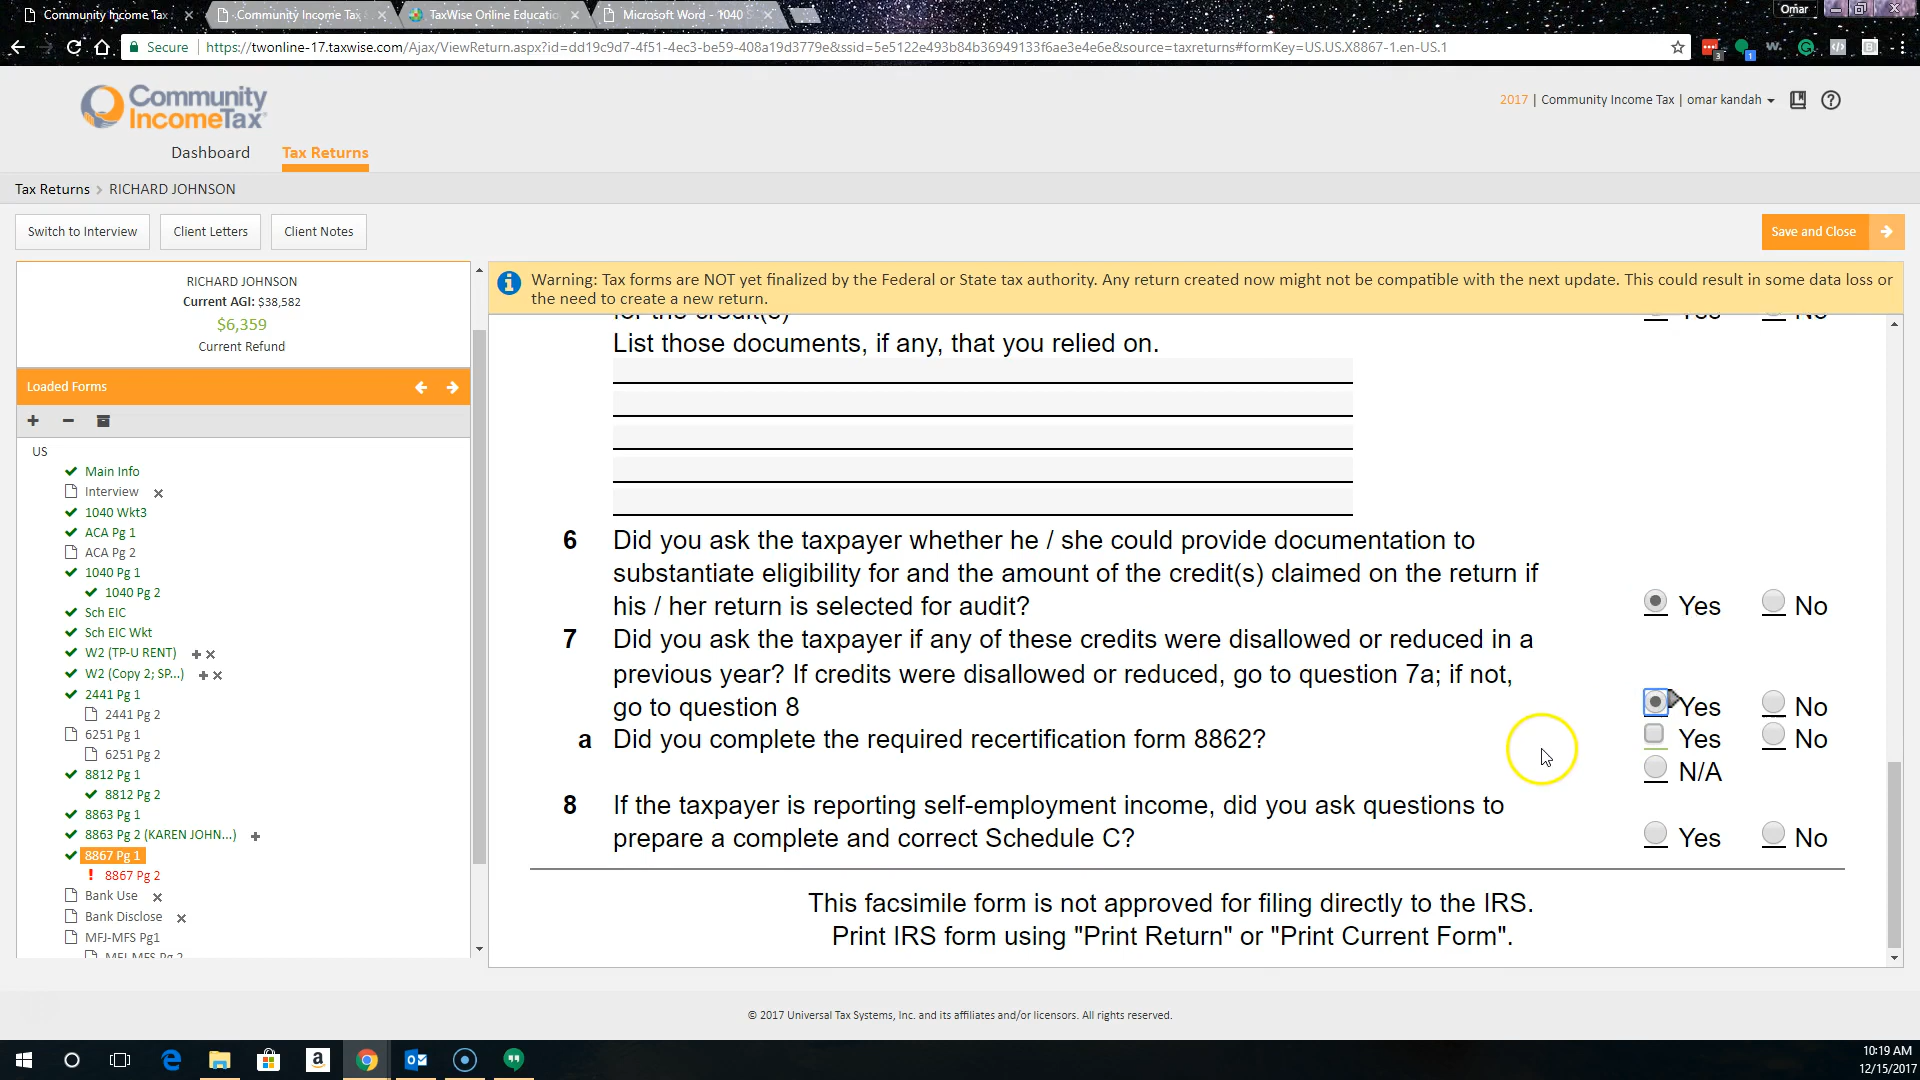 Community Income Tax
Community Income Tax
TaxWise Online Educatio
Microsoft Word - 1040 S
Omar
Secure
https://twonline-17.taxwise.com/Ajax/ViewReturn.aspx?id=dd19c9d7-4f51-4ec3-be59-408a19d3779e&ssid=5e5122e493b84b36949133f6ae3e4e6e&source=taxreturns#formKey=US.US.X8867-1.en-US.1
Community
IncomeTax
2017 | Community Income Tax | omar kandah
Dashboard
Tax Returns
Tax Returns > RICHARD JOHNSON
Switch to Interview
Client Letters
Client Notes
Save and Close
RICHARD JOHNSON
Current AGI: $38,582
$6,359
Current Refund
Loaded Forms
US
Main Info
Interview
1040 Wkt3
ACA Pg 1
ACA Pg 2
1040 Pg 1
1040 Pg 2
Sch EIC
Sch EIC Wkt
W2 (TP-U RENT)
W2 (Copy 2; SP...)
2441 Pg 1
2441 Pg 2
6251 Pg 1
6251 Pg 2
8812 Pg 1
8812 Pg 2
8863 Pg 1
8863 Pg 2 (KAREN JOHN...)
8867 Pg 1
8867 Pg 2
Bank Use
Bank Disclose
MFJ-MFS Pg1
MFJ-MFS Pg 2
Warning: Tax forms are NOT yet finalized by the Federal or State tax authority. Any return created now might not be compatible with the next update. This could result in some data loss or
the need to create a new return.
for the credit(s) Yes No
List those documents, if any, that you relied on.
6 Did you ask the taxpayer whether he / she could provide documentation to
substantiate eligibility for and the amount of the credit(s) claimed on the return if
his / her return is selected for audit? Yes No
7 Did you ask the taxpayer if any of these credits were disallowed or reduced in a
previous year? If credits were disallowed or reduced, go to question 7a; if not,
go to question 8 Yes No
a Did you complete the required recertification form 8862? Yes No
N/A
8 If the taxpayer is reporting self-employment income, did you ask questions to
prepare a complete and correct Schedule C? Yes No
This facsimile form is not approved for filing directly to the IRS.
Print IRS form using "Print Return" or "Print Current Form".
© 2017 Universal Tax Systems, Inc. and its affiliates and/or licensors. All rights reserved.
10:19 AM
12/15/2017